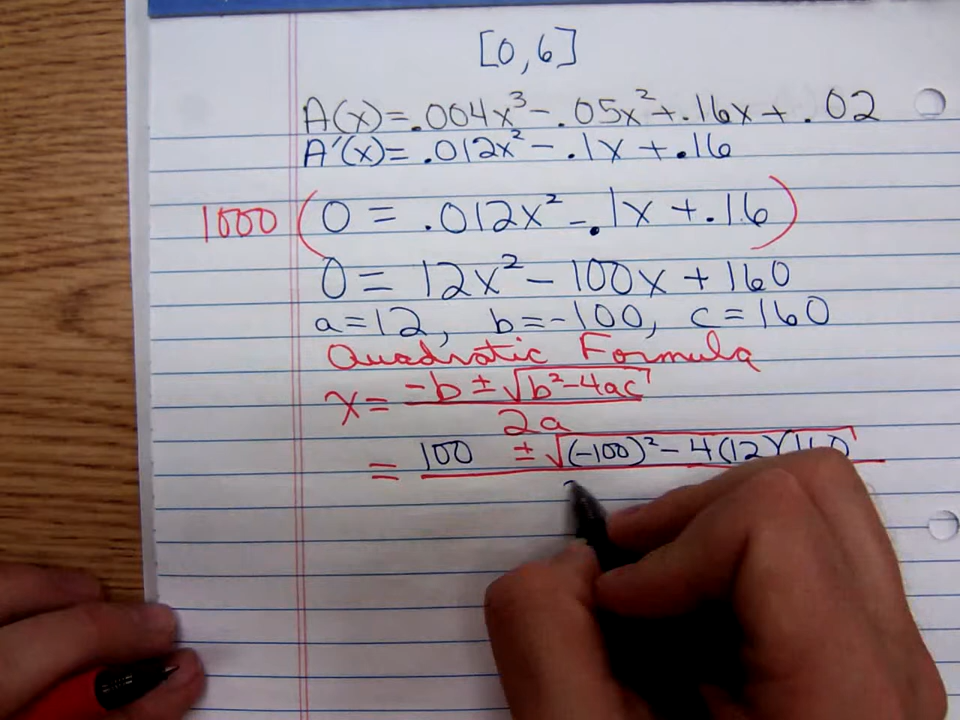 [0,6]
A(x)=.004x³-.05x²+.16x+.02
A'(x)=.012x²-.1x+.16
1000(0=.012x²-.1x+.16)
0=12x²-100x+160
a=12, b=-100, c=160
Quadratic Formula
x=-b±√b²-4ac
2a
=100 ±√(-100)²-4(12)(160